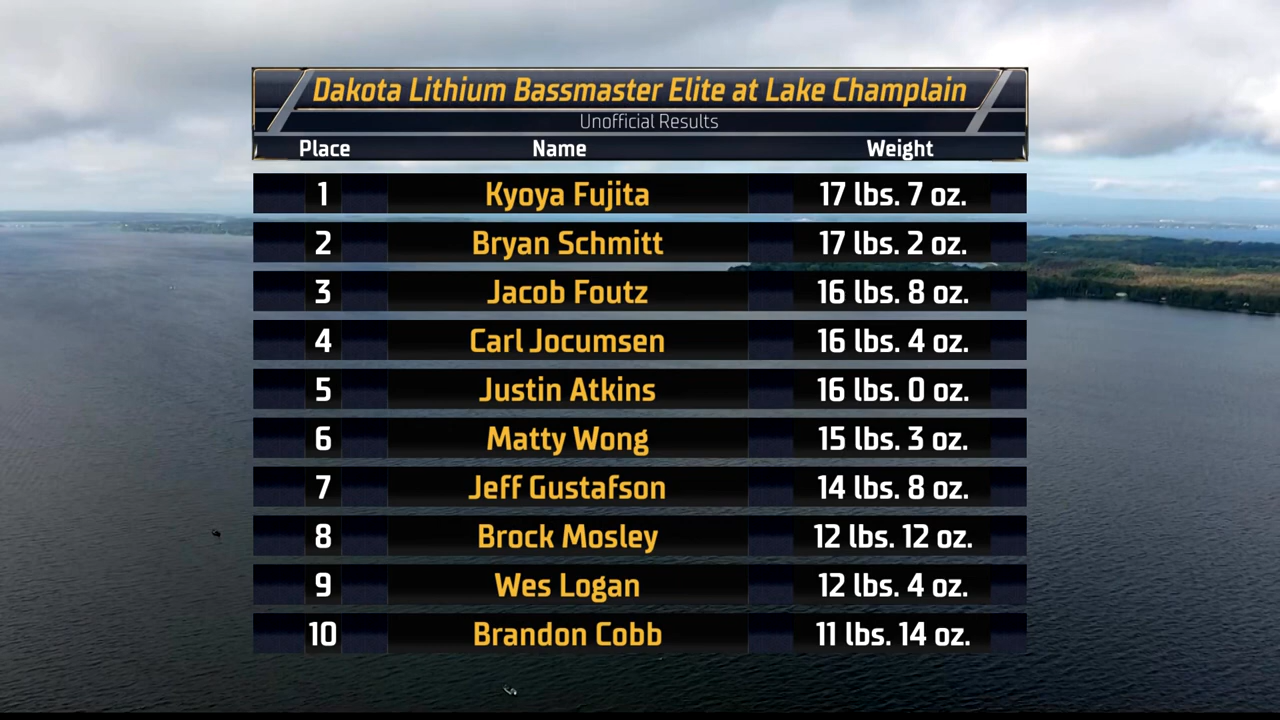 Dakota Lithium Bassmaster Elite at Lake Champlain
Unofficial Results
Place Name Weight
1 Kyoya Fujita 17 lbs. 7 oz.
2 Bryan Schmitt 17 lbs. 2 oz.
3 Jacob Foutz 16 lbs. 8 oz.
4 Carl Jocumsen 16 lbs. 4 oz.
5 Justin Atkins 16 lbs. 0 oz.
6 Matty Wong 15 lbs. 3 oz.
7 Jeff Gustafson 14 lbs. 8 oz.
8 Brock Mosley 12 lbs. 12 oz.
9 Wes Logan 12 lbs. 4 oz.
10 Brandon Cobb 11 lbs. 14 oz.